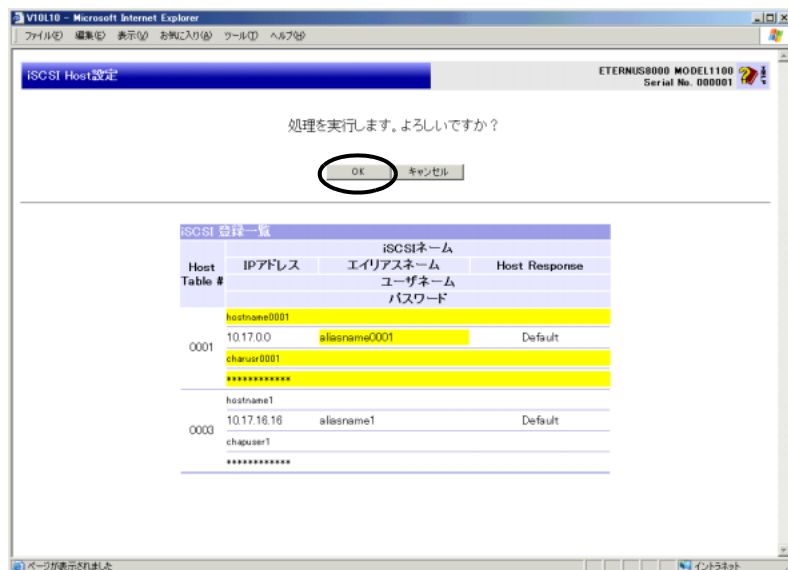 V10L10 - Microsoft Internet Explorer
ファイル(F) 編集(E) 表示(V) お気に入り(A) ツール(T) ヘルプ(H)
iSCSI Host設定
ETERNUS8000 MODEL1100
Serial No. 000001
処理を実行します。よろしいですか？
OK キャンセル
iSCSI 登録一覧
iSCSIネーム
Host Table # IPアドレス エイリアスネーム Host Response
ユーザネーム
パスワード
hostname0001
0001 10.17.0.0 aliasname0001 Default
charusr0001
************
hostname1
0003 10.17.16.16 aliasname1 Default
chapuser1
************
ページが表示されました イントラネット